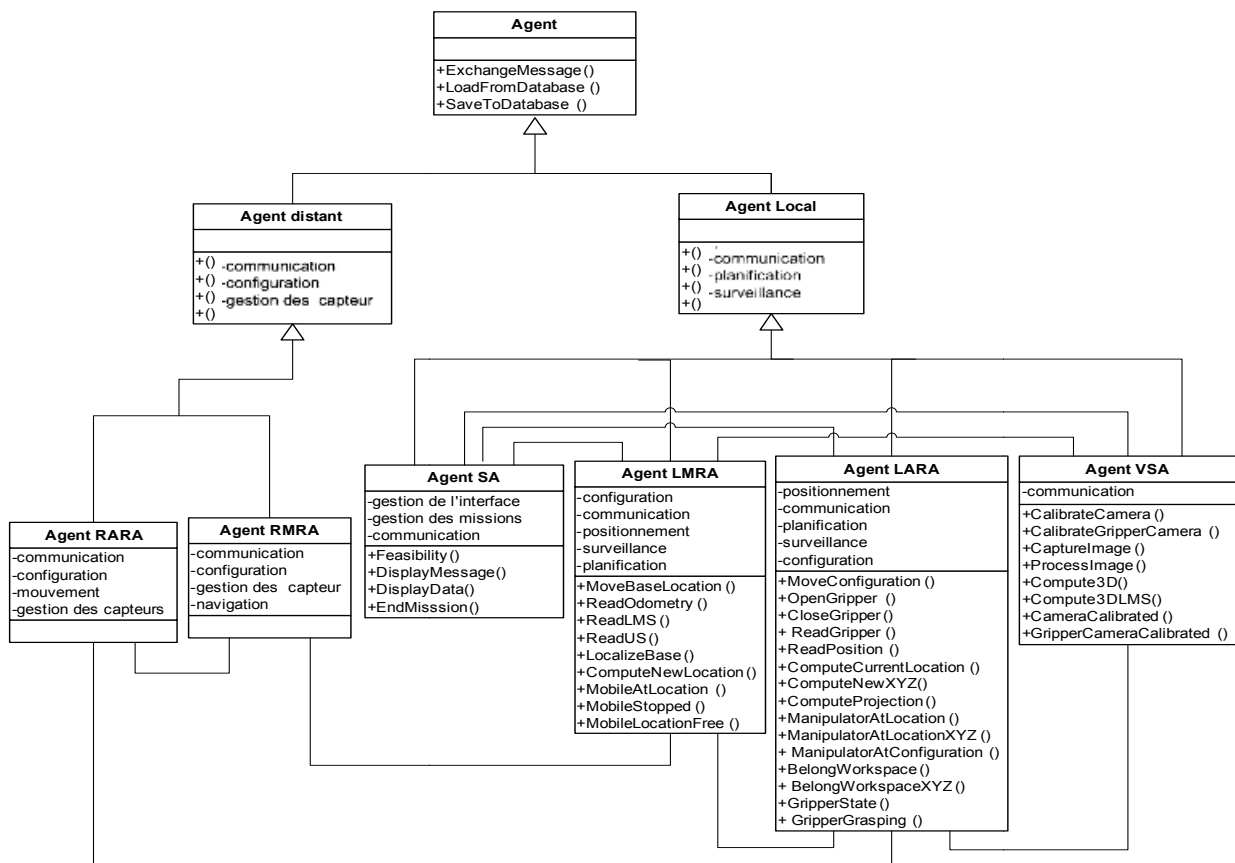 Agent
+ExchangeMessage()
+LoadFromDatabase()
+SaveToDatabase ()
Agent distant
+() -communication
+() -configuration
+() -gestion des capteur
+()
Agent Local
+() -communication
+() -planification
+() -surveillance
+()
Agent SA
-gestion de l'interface
-gestion des missions
-communication
+Feasibility()
+DisplayMessage()
+DisplayData()
+EndMisssion()
Agent LMRA
-configuration
-communication
-positionnement
-surveillance
-planification
+MoveBaseLocation()
+ReadOdometry()
+ReadLMS()
+ReadUS()
+LocalizeBase()
+ComputeNewLocation()
+MobileAtLocation ()
+MobileStopped()
+MobileLocationFree()
Agent LARA
-positionnement
-communication
-planification
-surveillance
-configuration
+MoveConfiguration()
+OpenGripper ()
+CloseGripper()
+ ReadGripper()
+ReadPosition()
+ComputeCurrentLocation()
+ComputeNewXYZ()
+ComputeProjection()
+ManipulatorAtLocation()
+ManipulatorAtLocationXYZ()
+ ManipulatorAtConfiguration ()
+BelongWorkspace()
+ BelongWorkspaceXYZ()
+GripperState()
+ GripperGrasping ()
Agent VSA
-communication
+CalibrateCamera()
+CalibrateGripperCamera ()
+CaptureImage()
+ProcessImage()
+Compute3D()
+Compute3DLMS()
+CameraCalibrated()
+GripperCameraCalibrated ()
Agent RARA
-communication
-configuration
-mouvement
-gestion des capteurs
Agent RMRA
-communication
-configuration
-gestion des capteur
-navigation